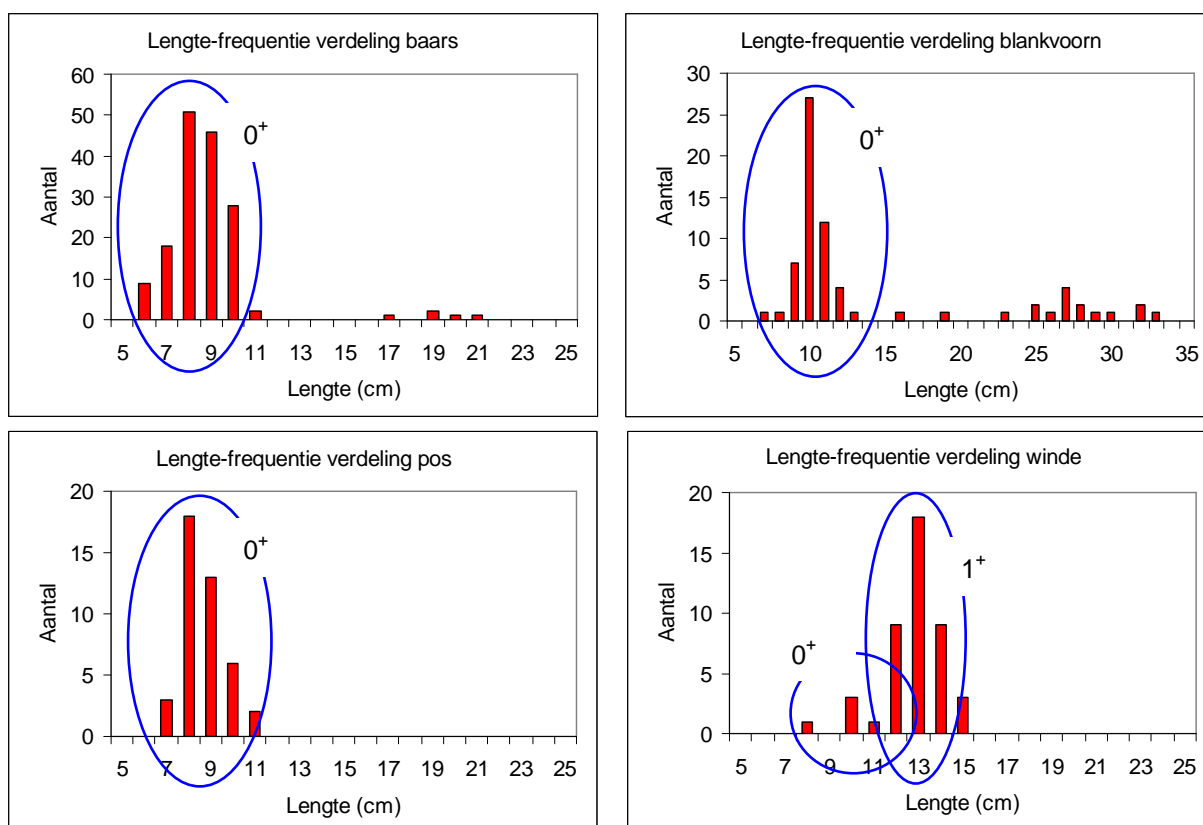 Lengte-frequentie verdeling baars
60
50
40
30
20
10
0
Aantal
0+
5 7 9 11 13 15 17 19 21 23 25
Lengte (cm)
Lengte-frequentie verdeling blankvoorn
30
25
20
15
10
5
0
Aantal
0+
5 10 15 20 25 30 35
Lengte (cm)
Lengte-frequentie verdeling pos
20
15
10
5
0
Aantal
0+
5 7 9 11 13 15 17 19 21 23 25
Lengte (cm)
Lengte-frequentie verdeling winde
20
15
10
5
0
Aantal
1+
0+
5 7 9 11 13 15 17 19 21 23 25
Lengte (cm)